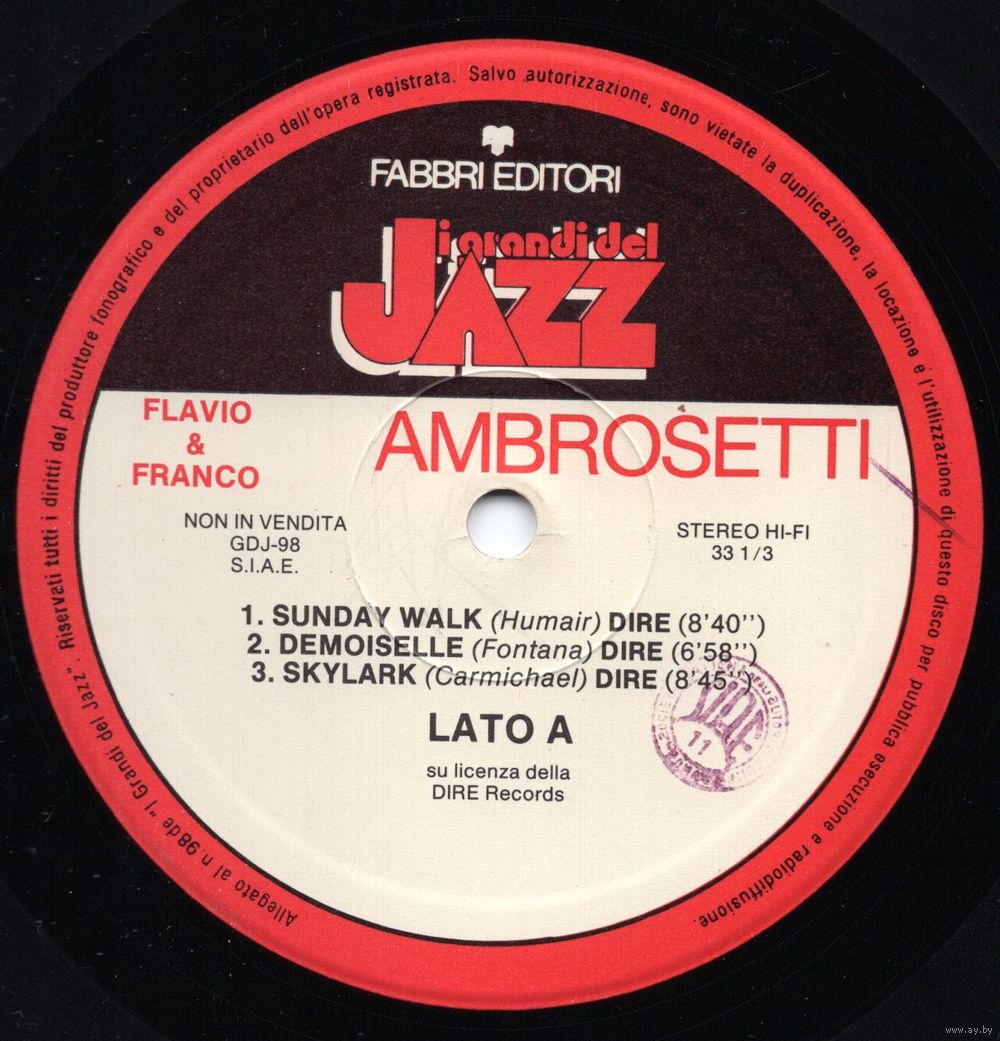 Allegato al n. 98 de "I Grandi del Jazz". Riservati tutti i diritti del produttore fonografico e del proprietario dell'opera registrata. Salvo autorizzazione, sono vietate la duplicazione, la locazione e l'utilizzazione di questo disco per pubblica esecuzione e radiodiffusione.
FABBRI EDITORI
i grandi del
JAZZ
FLAVIO
&
FRANCO
AMBROSETTI
NON IN VENDITA
GDJ-98
S.I.A.E.
STEREO HI-FI
33 1/3
1. SUNDAY WALK (Humair) DIRE (8'40'')
2. DEMOISELLE (Fontana) DIRE (6'58'')
3. SKYLARK (Carmichael) DIRE (8'45'')
LATO A
11
su licenza della
DIRE Records
www.ay.by